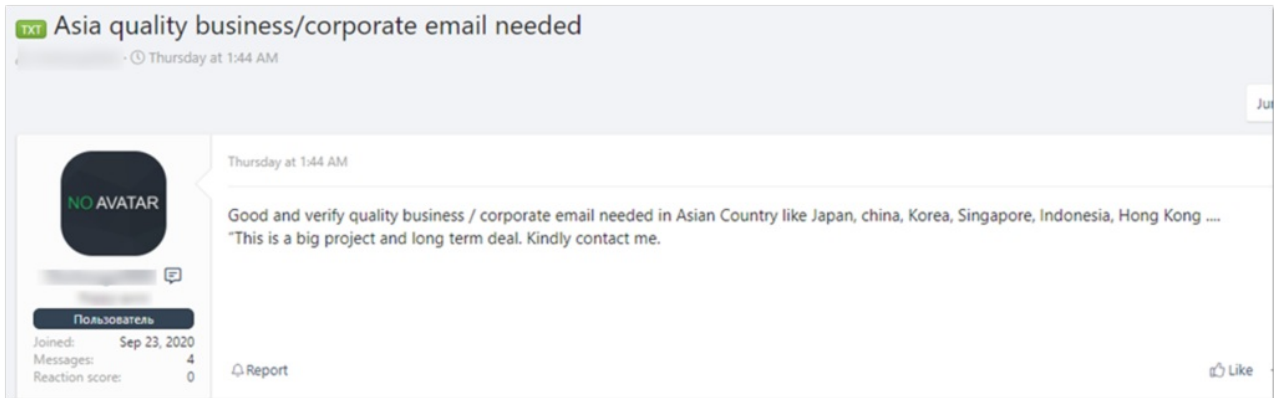 TXT Asia quality business/corporate email needed
· Thursday at 1:44 AM
Thursday at 1:44 AM
NO AVATAR
Good and verify quality business / corporate email needed in Asian Country like Japan, china, Korea, Singapore, Indonesia, Hong Kong ....
"This is a big project and long term deal. Kindly contact me.
Пользователь
Joined: Sep 23, 2020
Messages: 4
Reaction score: 0
Report
Like